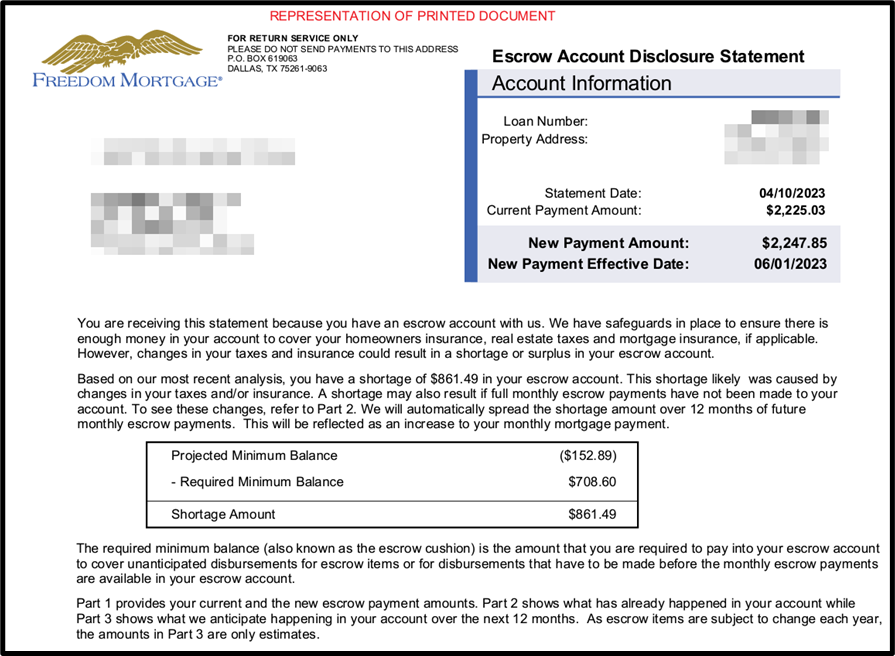 REPRESENTATION OF PRINTED DOCUMENT
FREEDOM MORTGAGE®
FOR RETURN SERVICE ONLY
PLEASE DO NOT SEND PAYMENTS TO THIS ADDRESS
P.O. BOX 619063
DALLAS, TX 75261-9063
Escrow Account Disclosure Statement
Account Information
Loan Number:
Property Address:
Statement Date: 04/10/2023
Current Payment Amount: $2,225.03
New Payment Amount: $2,247.85
New Payment Effective Date: 06/01/2023
You are receiving this statement because you have an escrow account with us. We have safeguards in place to ensure there is
enough money in your account to cover your homeowners insurance, real estate taxes and mortgage insurance, if applicable.
However, changes in your taxes and insurance could result in a shortage or surplus in your escrow account.
Based on our most recent analysis, you have a shortage of $861.49 in your escrow account. This shortage likely was caused by
changes in your taxes and/or insurance. A shortage may also result if full monthly escrow payments have not been made to your
account. To see these changes, refer to Part 2. We will automatically spread the shortage amount over 12 months of future
monthly escrow payments. This will be reflected as an increase to your monthly mortgage payment.
Projected Minimum Balance ($152.89)
- Required Minimum Balance $708.60
Shortage Amount $861.49
The required minimum balance (also known as the escrow cushion) is the amount that you are required to pay into your escrow account
to cover unanticipated disbursements for escrow items or for disbursements that have to be made before the monthly escrow payments
are available in your escrow account.
Part 1 provides your current and the new escrow payment amounts. Part 2 shows what has already happened in your account while
Part 3 shows what we anticipate happening in your account over the next 12 months. As escrow items are subject to change each year,
the amounts in Part 3 are only estimates.